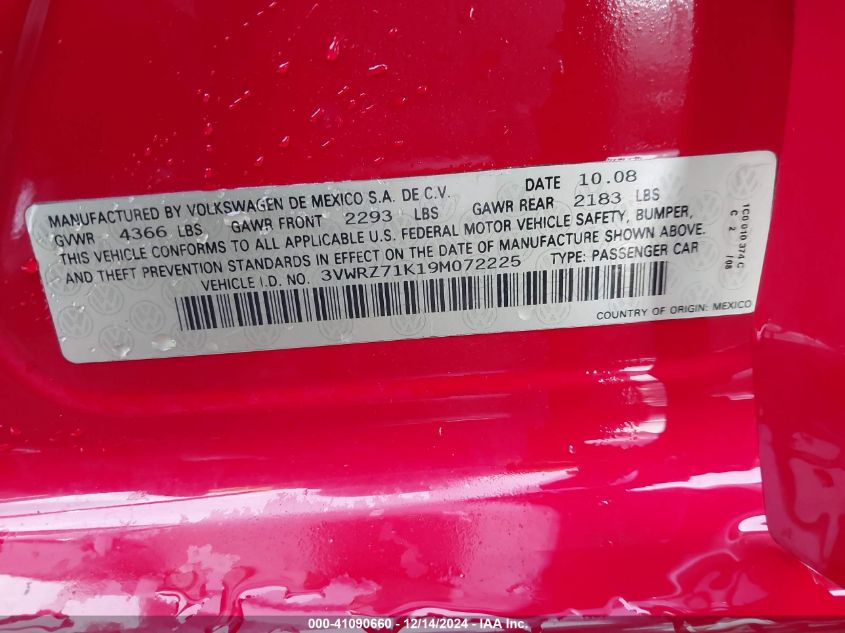 MANUFACTURED BY VOLKSWAGEN DE MEXICO S.A. DE C.V. DATE 10.08
GVWR 4366 LBS GAWR FRONT 2293 LBS GAWR REAR 2183 LBS
THIS VEHICLE CONFORMS TO ALL APPLICABLE U.S. FEDERAL MOTOR VEHICLE SAFETY, BUMPER,
AND THEFT PREVENTION STANDARDS IN EFFECT ON THE DATE OF MANUFACTURE SHOWN ABOVE.
VEHICLE I.D. NO. 3VWRZ71K19M072225 TYPE: PASSENGER CAR
COUNTRY OF ORIGIN: MEXICO
1C0 010 374 C
C 2 /08
000-41090660 - 12/14/2024 - IAA Inc.